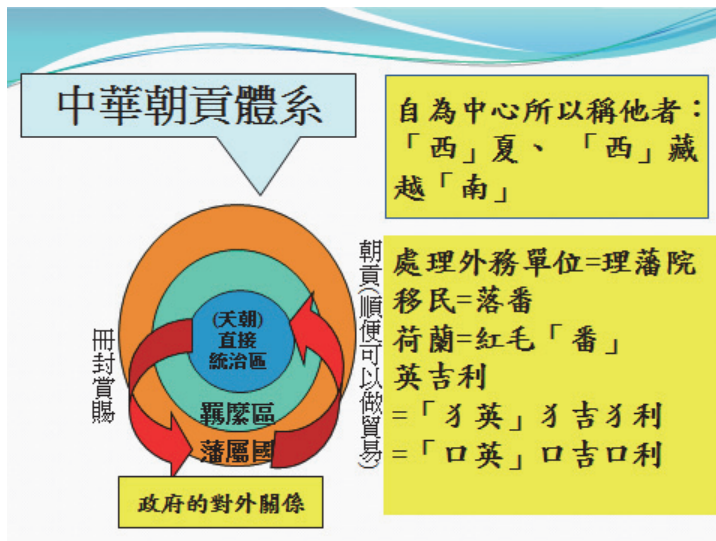 中華朝貢體系
自為中心所以稱他者：
「西」夏、「西」藏
越「南」
冊封賞賜
(天朝)
直接
統治區
羈縻區
藩屬國
朝貢(順便可以做貿易)
政府的對外關係
處理外務單位=理藩院
移民=落番
荷蘭=紅毛「番」
英吉利
=「犭英」犭吉犭利
=「口英」口吉口利